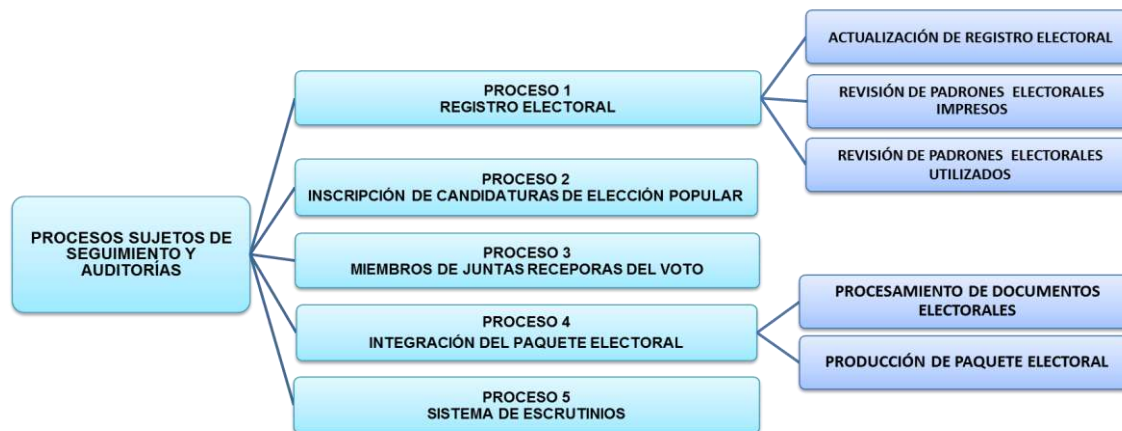 PROCESOS SUJETOS DE
SEGUIMIENTO Y
AUDITORÍAS
PROCESO 1
REGISTRO ELECTORAL
ACTUALIZACIÓN DE REGISTRO ELECTORAL
REVISIÓN DE PADRONES ELECTORALES
IMPRESOS
REVISIÓN DE PADRONES ELECTORALES
UTILIZADOS
PROCESO 2
INSCRIPCIÓN DE CANDIDATURAS DE ELECCIÓN POPULAR
PROCESO 3
MIEMBROS DE JUNTAS RECEPORAS DEL VOTO
PROCESO 4
INTEGRACIÓN DEL PAQUETE ELECTORAL
PROCESAMIENTO DE DOCUMENTOS
ELECTORALES
PRODUCCIÓN DE PAQUETE ELECTORAL
PROCESO 5
SISTEMA DE ESCRUTINIOS